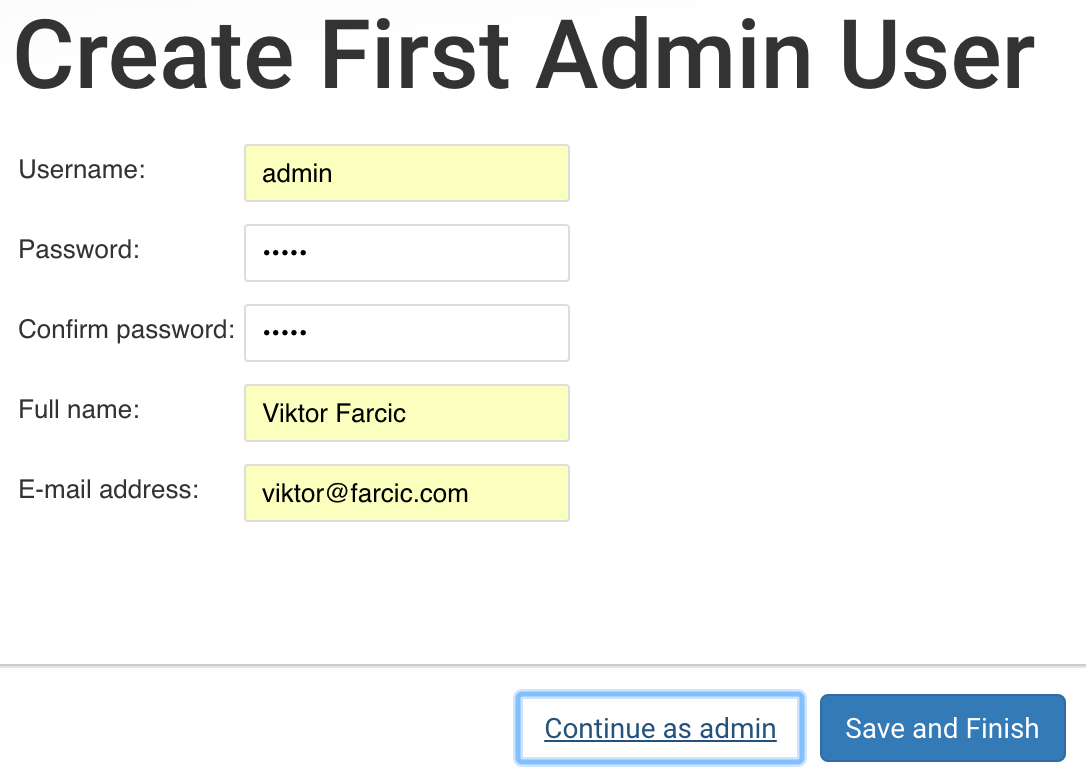 Create First Admin User
Username: admin
Password: •••••
Confirm password: •••••
Full name: Viktor Farcic
E-mail address: viktor@farcic.com
Continue as admin Save and Finish